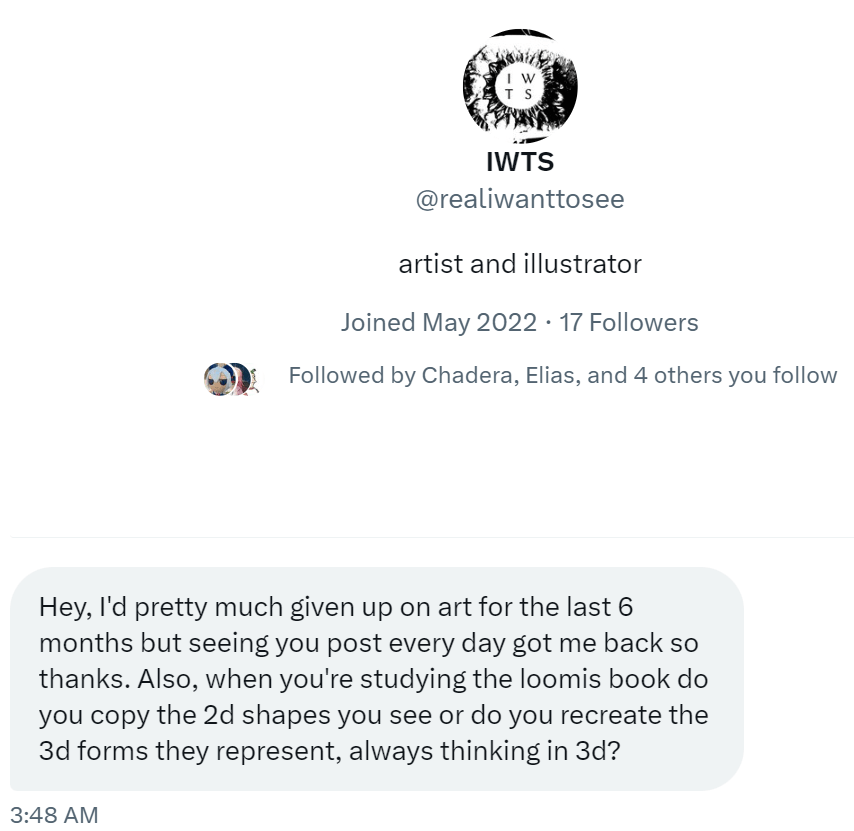 I W
T S
IWTS
@realiwanttosee
artist and illustrator
Joined May 2022 · 17 Followers
Followed by Chadera, Elias, and 4 others you follow
Hey, I'd pretty much given up on art for the last 6
months but seeing you post every day got me back so
thanks. Also, when you're studying the loomis book do
you copy the 2d shapes you see or do you recreate the
3d forms they represent, always thinking in 3d?
3:48 AM